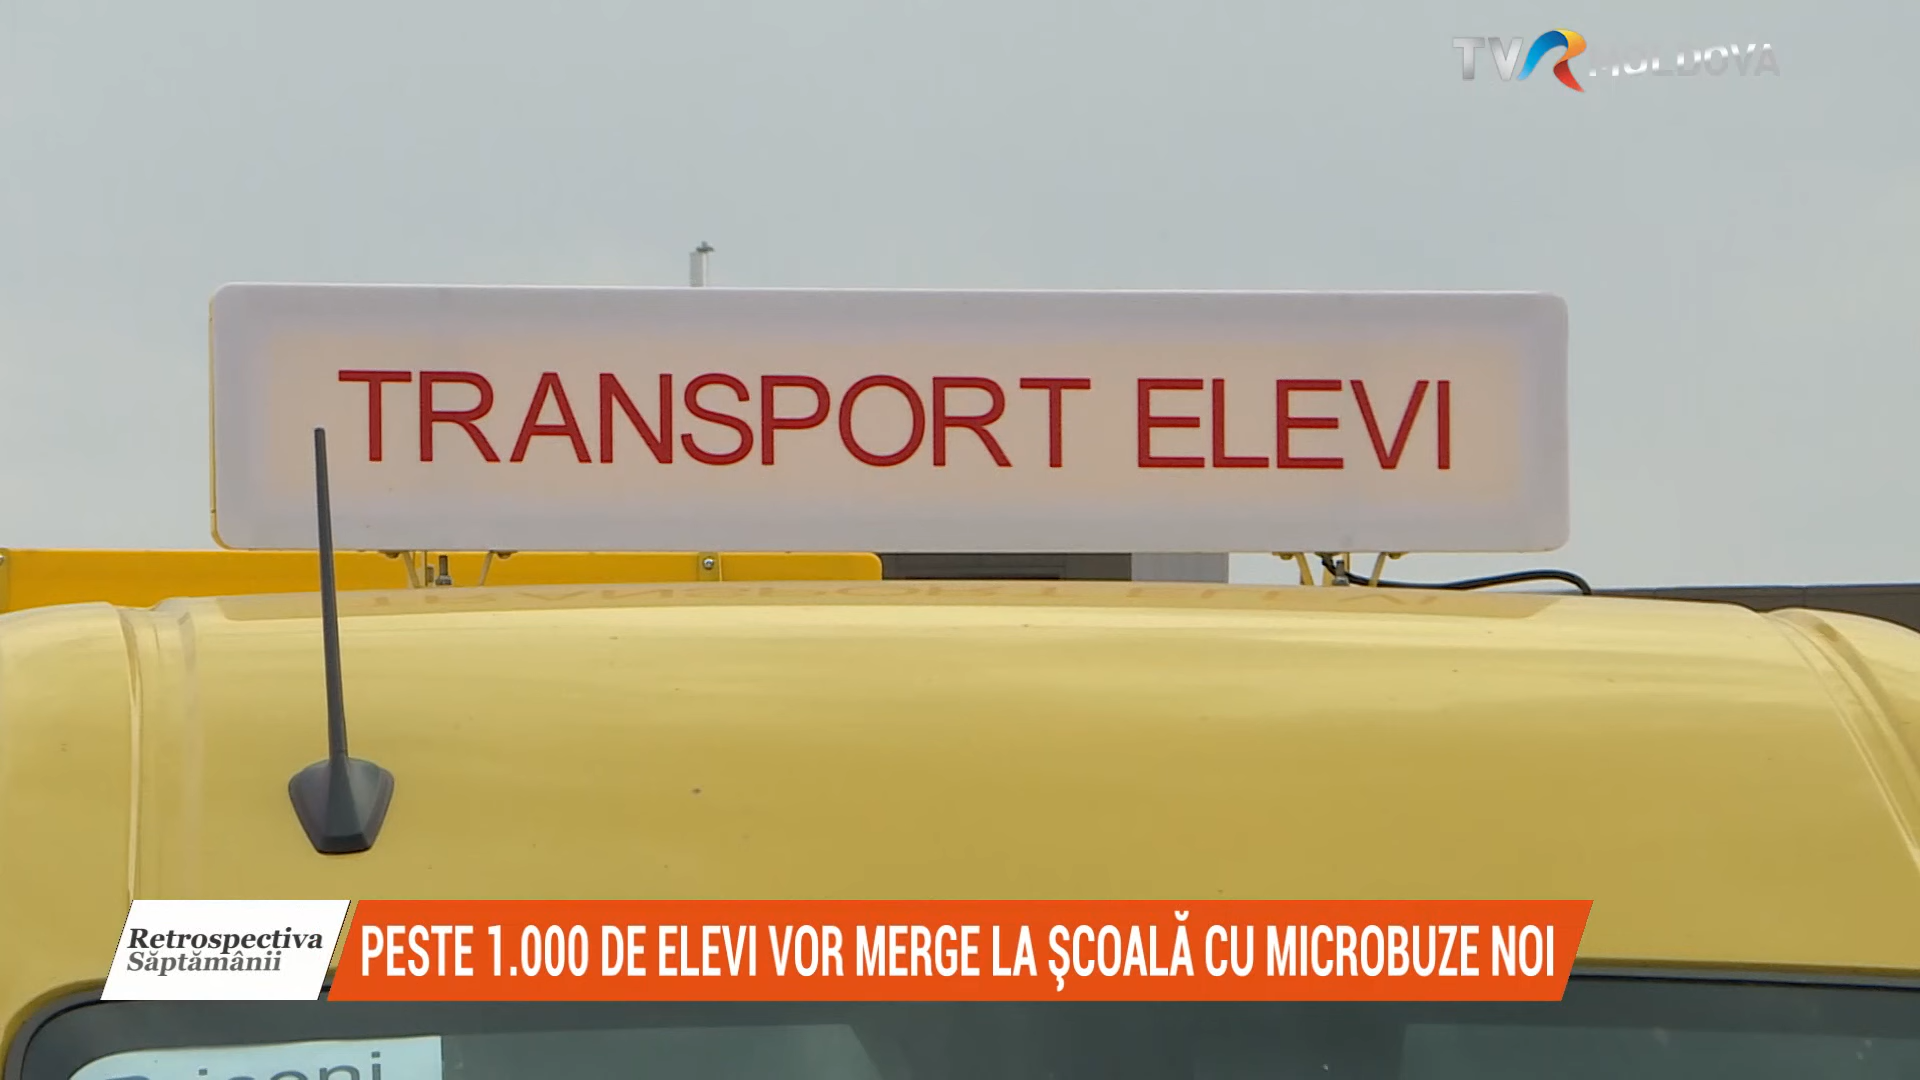 TVR MOLDOVA
TRANSPORT ELEVI
Retrospectiva
Săptămânii
PESTE 1.000 DE ELEVI VOR MERGE LA ŞCOALĂ CU MICROBUZE NOI